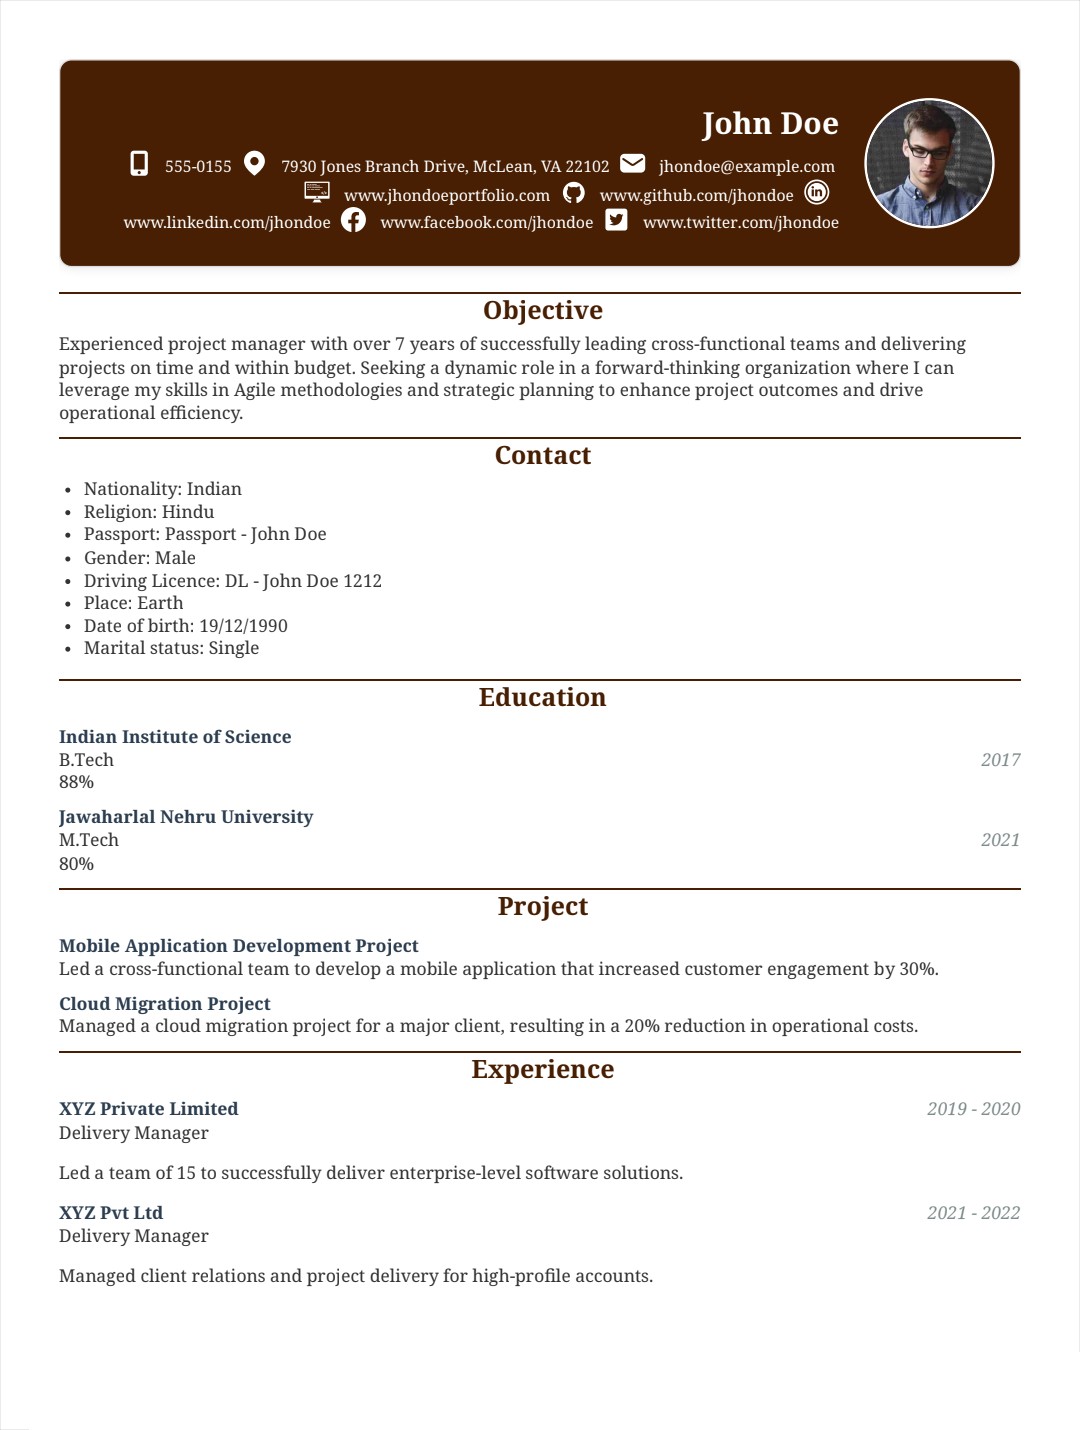 John Doe
555-0155 7930 Jones Branch Drive, McLean, VA 22102 jhondoe@example.com
www.jhondoeportfolio.com www.github.com/jhondoe
www.linkedin.com/jhondoe www.facebook.com/jhondoe www.twitter.com/jhondoe
Objective
Experienced project manager with over 7 years of successfully leading cross-functional teams and delivering
projects on time and within budget. Seeking a dynamic role in a forward-thinking organization where I can
leverage my skills in Agile methodologies and strategic planning to enhance project outcomes and drive
operational efficiency.
Contact
• Nationality: Indian
• Religion: Hindu
• Passport: Passport - John Doe
• Gender: Male
• Driving Licence: DL - John Doe 1212
• Place: Earth
• Date of birth: 19/12/1990
• Marital status: Single
Education
Indian Institute of Science
B.Tech 2017
88%
Jawaharlal Nehru University
M.Tech 2021
80%
Project
Mobile Application Development Project
Led a cross-functional team to develop a mobile application that increased customer engagement by 30%.
Cloud Migration Project
Managed a cloud migration project for a major client, resulting in a 20% reduction in operational costs.
Experience
XYZ Private Limited 2019 - 2020
Delivery Manager
Led a team of 15 to successfully deliver enterprise-level software solutions.
XYZ Pvt Ltd 2021 - 2022
Delivery Manager
Managed client relations and project delivery for high-profile accounts.